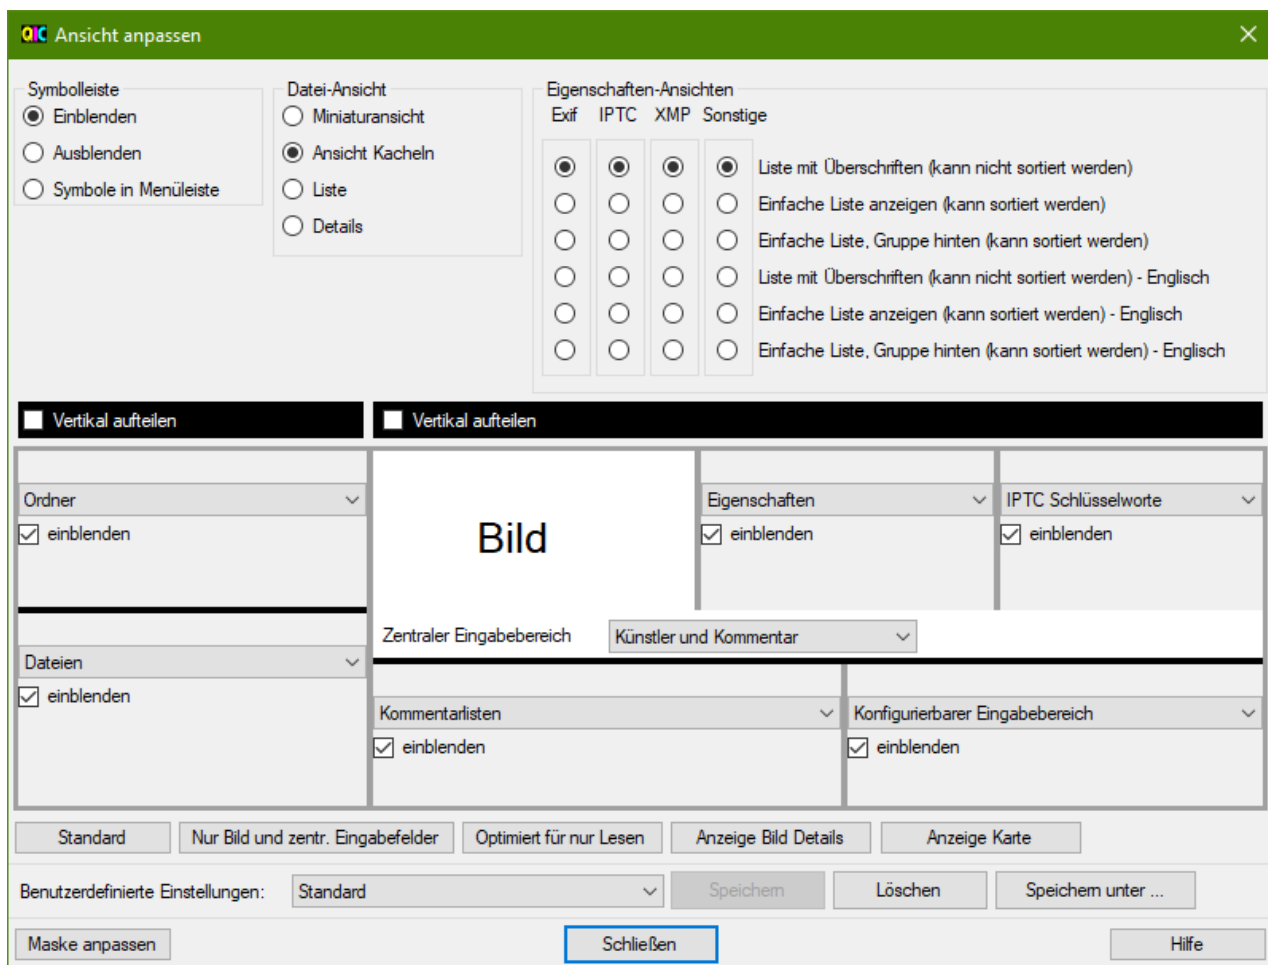 QIC Ansicht anpassen
Symbolleiste
Einblenden
Ausblenden
Symbole in Menüleiste
Datei-Ansicht
Miniaturansicht
Ansicht Kacheln
Liste
Details
Eigenschaften-Ansichten
Exif IPTC XMP Sonstige
Liste mit Überschriften (kann nicht sortiert werden)
Einfache Liste anzeigen (kann sortiert werden)
Einfache Liste, Gruppe hinten (kann sortiert werden)
Liste mit Überschriften (kann nicht sortiert werden) - Englisch
Einfache Liste anzeigen (kann sortiert werden) - Englisch
Einfache Liste, Gruppe hinten (kann sortiert werden) - Englisch
Vertikal aufteilen
Vertikal aufteilen
Ordner
einblenden
Dateien
einblenden
Bild
Eigenschaften
einblenden
IPTC Schlüsselworte
einblenden
Zentraler Eingabebereich Künstler und Kommentar
Kommentarlisten
einblenden
Konfigurierbarer Eingabebereich
einblenden
Standard Nur Bild und zentr. Eingabefelder Optimiert für nur Lesen Anzeige Bild Details Anzeige Karte
Benutzerdefinierte Einstellungen: Standard Speichern Löschen Speichern unter ...
Maske anpassen Schließen Hilfe